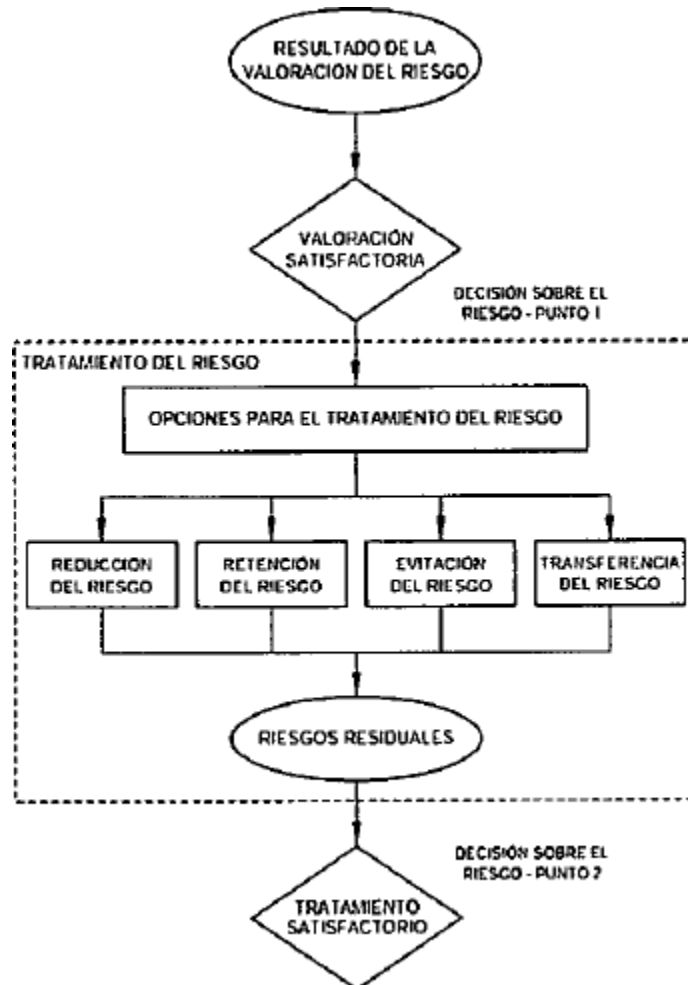 RESULTADO DE LA
VALORACIÓN DEL RIESGO
VALORACIÓN
SATISFACTORIA
DECISIÓN SOBRE EL
RIESGO - PUNTO 1
TRATAMIENTO DEL RIESGO
OPCIONES PARA EL TRATAMIENTO DEL RIESGO
REDUCCIÓN
DEL RIESGO
RETENCIÓN
DEL RIESGO
EVITACIÓN
DEL RIESGO
TRANSFERENCIA
DEL RIESGO
RIESGOS RESIDUALES
DECISIÓN SOBRE EL
RIESGO - PUNTO 2
TRATAMIENTO
SATISFACTORIO